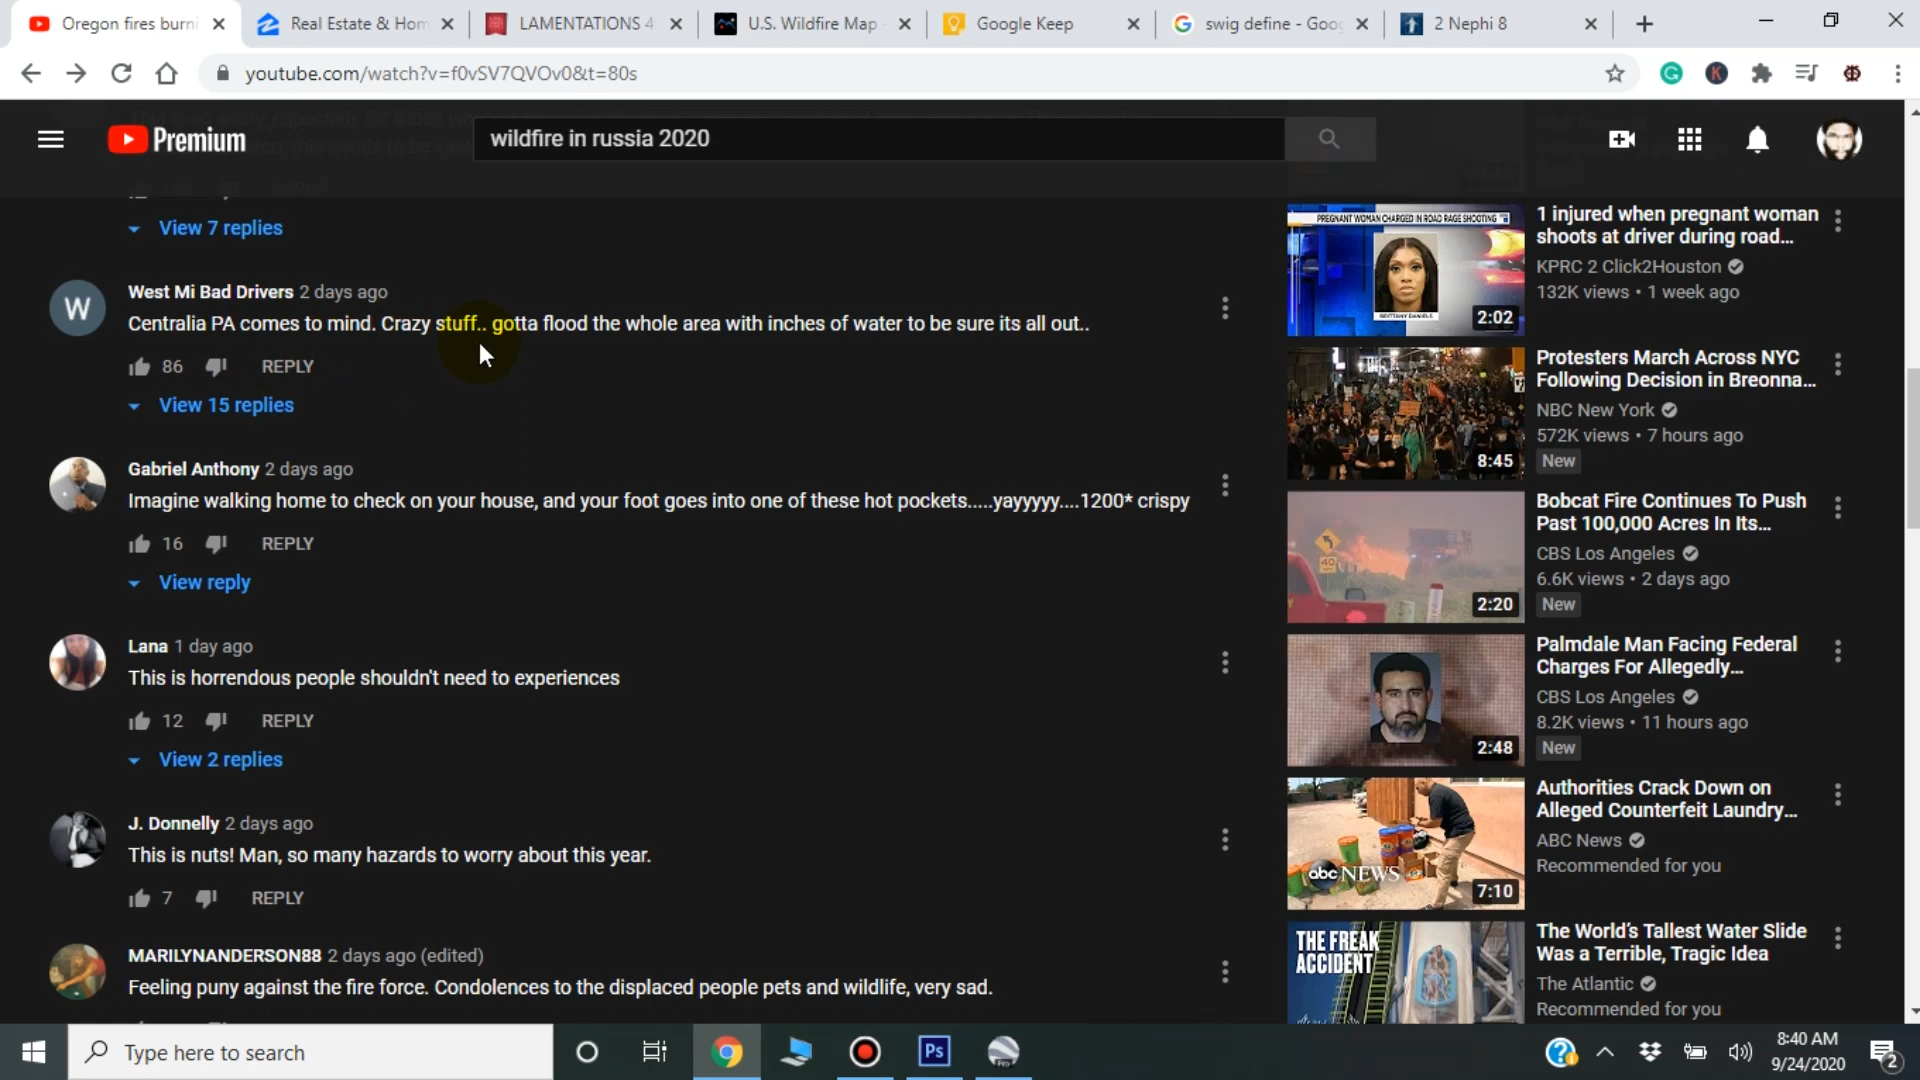 Oregon fires burni
Real Estate & Hom
LAMENTATIONS 4
U.S. Wildfire Map
Google Keep
swig define - Goo
2 Nephi 8
youtube.com/watch?v=f0vSV7QVOv0&t=80s
Premium
wildfire in russia 2020
View 7 replies
West Mi Bad Drivers 2 days ago
Centralia PA comes to mind. Crazy stuff.. gotta flood the whole area with inches of water to be sure its all out..
86 REPLY
View 15 replies
Gabriel Anthony 2 days ago
Imagine walking home to check on your house, and your foot goes into one of these hot pockets.....yayyyyy....1200* crispy
16 REPLY
View reply
Lana 1 day ago
This is horrendous people shouldn't need to experiences
12 REPLY
View 2 replies
J. Donnelly 2 days ago
This is nuts! Man, so many hazards to worry about this year.
7 REPLY
MARILYNANDERSON88 2 days ago (edited)
Feeling puny against the fire force. Condolences to the displaced people pets and wildlife, very sad.
PREGNANT WOMAN CHARGED IN ROAD RAGE SHOOTING
2:02
1 injured when pregnant woman
shoots at driver during road...
KPRC 2 Click2Houston
132K views • 1 week ago
8:45
Protesters March Across NYC
Following Decision in Breonna...
NBC New York
572K views • 7 hours ago
New
40
2:20
Bobcat Fire Continues To Push
Past 100,000 Acres In Its...
CBS Los Angeles
6.6K views • 2 days ago
New
2:48
Palmdale Man Facing Federal
Charges For Allegedly...
CBS Los Angeles
8.2K views • 11 hours ago
New
abc NEWS
7:10
Authorities Crack Down on
Alleged Counterfeit Laundry...
ABC News
Recommended for you
THE FREAK
ACCIDENT
The World's Tallest Water Slide
Was a Terrible, Tragic Idea
The Atlantic
Recommended for you
Type here to search
Ps
8:40 AM
9/24/2020
2